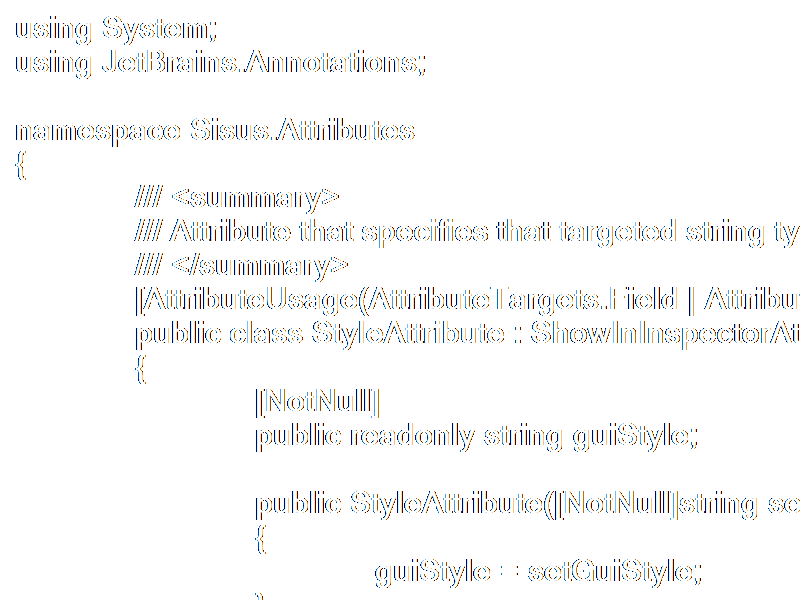 using System;
using JetBrains.Annotations;

namespace Sisus.Attributes
{
/// <summary>
/// Attribute that specifies that targeted string ty
/// </summary>
[AttributeUsage(AttributeTargets.Field | Attribu
public class StyleAttribute : ShowInInspectorAt
{
[NotNull]
public readonly string guiStyle;

public StyleAttribute([NotNull]string se
{
guiStyle = setGuiStyle;
}